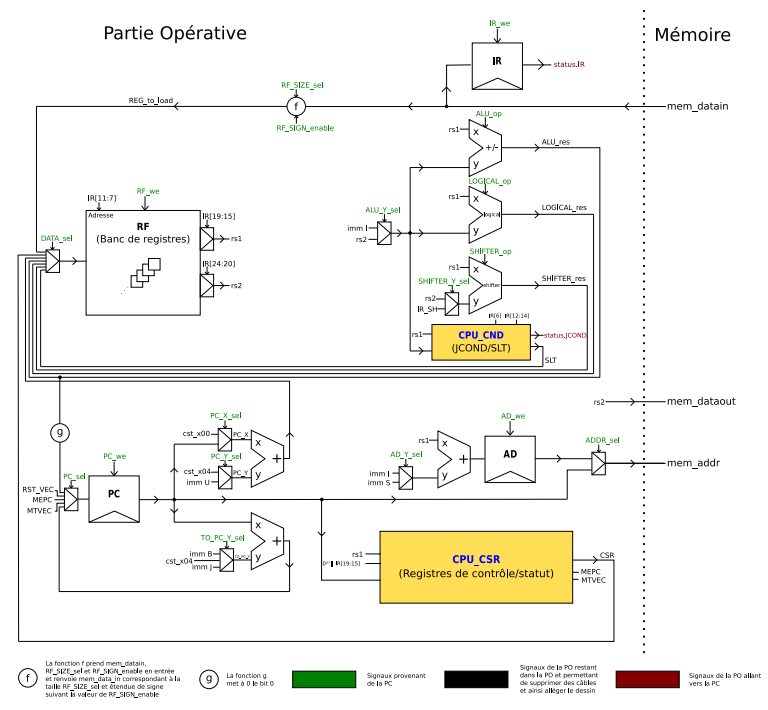 Partie Opérative
Mémoire
IR_we
IR
status.IR
RF_SIZE_sel
REG_to_load
f
mem_datain
RF_SIGN_enable
ALU_op
rs1
x
+/-
y
ALU_res
RF_we
IR[11:7]
Adresse
RF
(Banc de registres)
IR[19:15]
rs1
IR[24:20]
rs2
DATA_sel
LOGICAL_op
rs1
x
logical
y
LOGICAL_res
ALU_Y_sel
imm I
rs2
SHIFTER_op
rs1
x
shifter
y
SHIFTER_res
SHIFTER_Y_sel
rs2
IR_SH
IR[6]
IR[12:14]
rs1
CPU_CND
(JCOND/SLT)
status.JCOND
SLT
rs2
mem_dataout
PC_X_sel
cst_x00
PC_X
x
+
y
PC_Y_sel
cst_x04
imm U
PC_Y
g
PC_we
PC_sel
RST_VEC
MEPC
MTVEC
PC
AD_we
rs1
x
+
y
AD
AD_Y_sel
imm I
imm S
ADDR_sel
mem_addr
x
+
y
TO_PC_Y_sel
imm B
cst_x04
imm J
rs1
IR[19:15]
CPU_CSR
(Registres de contrôle/statut)
CSR
MEPC
MTVEC
f
La fonction f prend mem_datain,
RF_SIZE_sel et RF_SIGN_enable en entrée
et renvoie mem_data_in correspondant à la
taille RF_SIZE_sel et étendue de signe
suivant la valeur de RF_SIGN_enable
g
La fonction g
met à 0 le bit 0
Signaux provenant
de la PC
Signaux de la PO restant
dans la PO et permettant
de supprimer des câbles
et ainsi alléger le dessin
Signaux de la PO allant
vers la PC